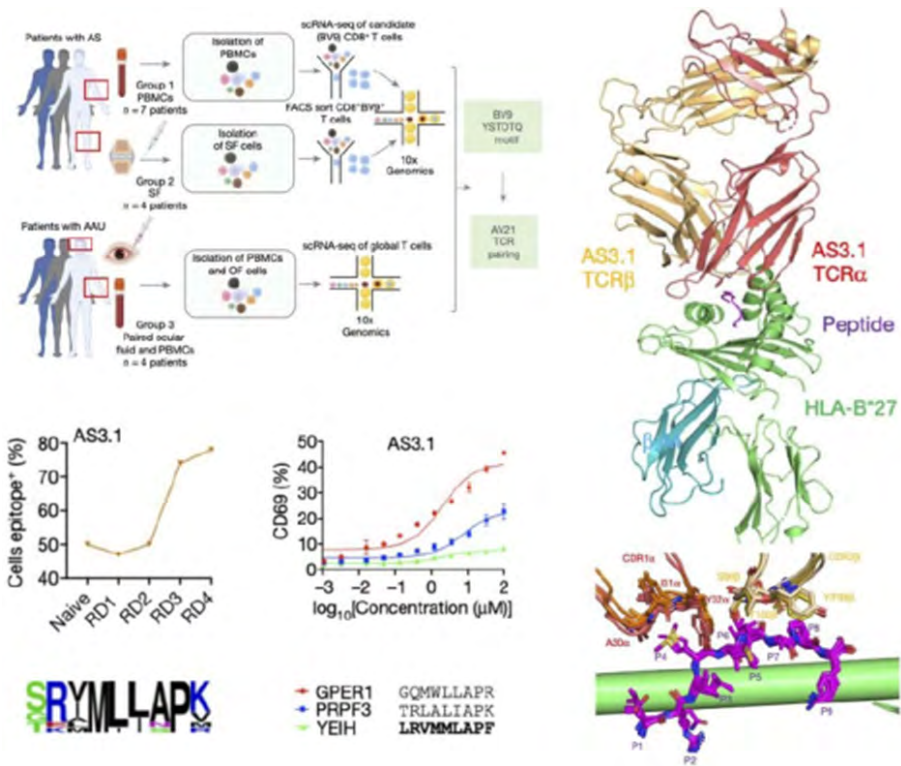 Patients with AS
Group 1
PBMCs
n = 7 patients
Isolation of
PBMCs
scRNA-seq of candidate
(BV9) CD8⁺ T cells
FACS sort CD8⁺BV9⁺
T cells
Group 2
SF
n = 4 patients
Isolation
of SF cells
10x
Genomics
BV9
YSTDTQ
motif
AV21
TCR
pairing
Patients with AAU
Group 3
Paired ocular
fluid and PBMCs
n = 4 patients
Isolation of PBMCs
and OF cells
scRNA-seq of global T cells
10x
Genomics
AS3.1
TCRβ
AS3.1
TCRα
Peptide
HLA-B*27
β
AS3.1
Cells epitope⁺ (%)
80
70
60
50
40
Naive
RD1
RD2
RD3
RD4
AS3.1
CD69 (%)
50
40
30
20
10
0
–3
–2
–1
0
1
2
log₁₀[Concentration (μM)]
SRYMLLAPK
GPER1 GQMWLLAPR
PRPF3 TRLALIAPK
YEIH LRVMMLAPF
CDR1α
Y32α
A30α
P4
P6
P8
P7
P5
P1
P2
P9